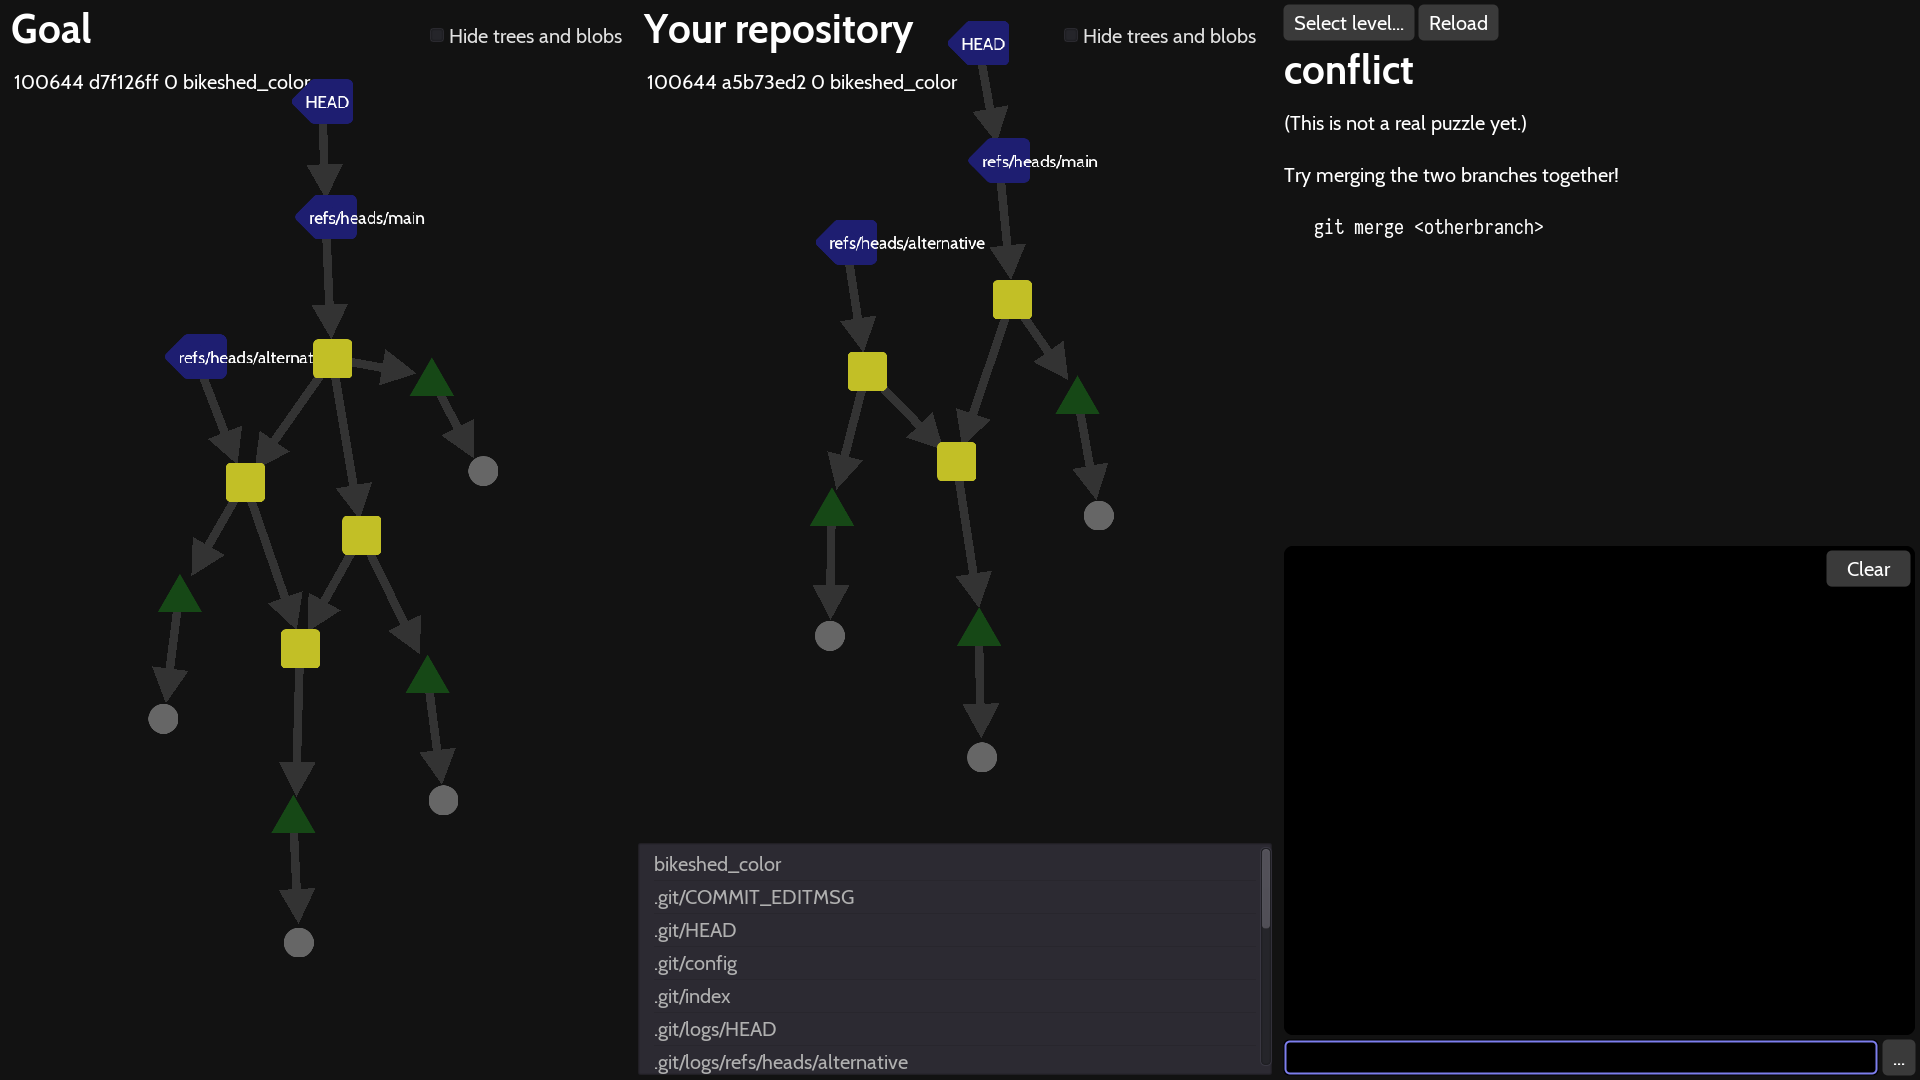 Goal
Hide trees and blobs
100644 d7f126ff 0 bikeshed_color
HEAD
refs/heads/main
refs/heads/alternat
Your repository
Hide trees and blobs
100644 a5b73ed2 0 bikeshed_color
HEAD
refs/heads/main
refs/heads/alternative
bikeshed_color
.git/COMMIT_EDITMSG
.git/HEAD
.git/config
.git/index
.git/logs/HEAD
.git/logs/refs/heads/alternative
Select level...
Reload
conflict
(This is not a real puzzle yet.)
Try merging the two branches together!
git merge <otherbranch>
Clear
...